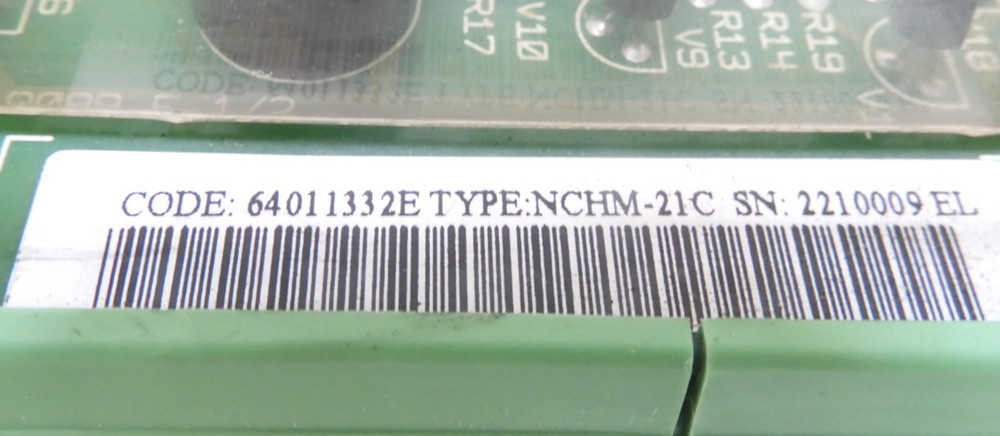 R17
V10
V9
R13
R14
R19
CODE: 64011332E TYPE:NCHM-21C SN: 2210009 EL